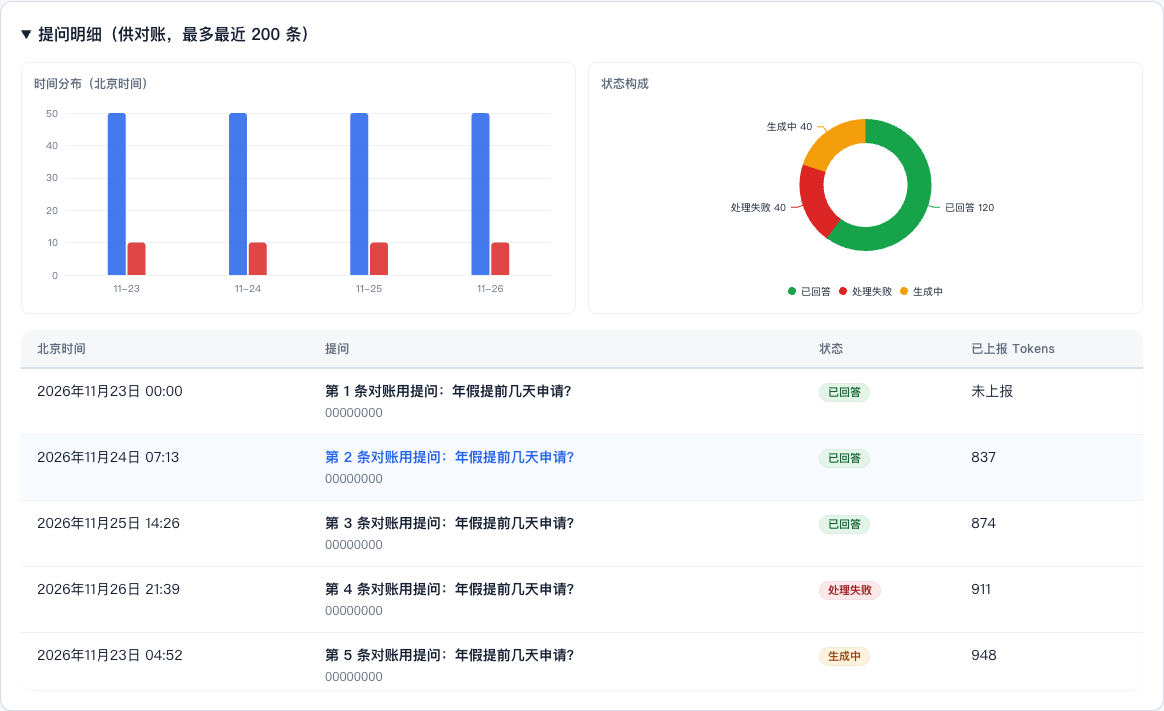 ▼ 提问明细（供对账，最多最近 200 条）
时间分布（北京时间）
50
40
30
20
10
0
11-23 11-24 11-25 11-26
状态构成
生成中 40
处理失败 40
已回答 120
已回答 处理失败 生成中
北京时间 提问 状态 已上报 Tokens
2026年11月23日 00:00 第 1 条对账用提问：年假提前几天申请? 已回答 未上报
00000000
2026年11月24日 07:13 第 2 条对账用提问：年假提前几天申请? 已回答 837
00000000
2026年11月25日 14:26 第 3 条对账用提问：年假提前几天申请? 已回答 874
00000000
2026年11月26日 21:39 第 4 条对账用提问：年假提前几天申请? 处理失败 911
00000000
2026年11月23日 04:52 第 5 条对账用提问：年假提前几天申请? 生成中 948
00000000